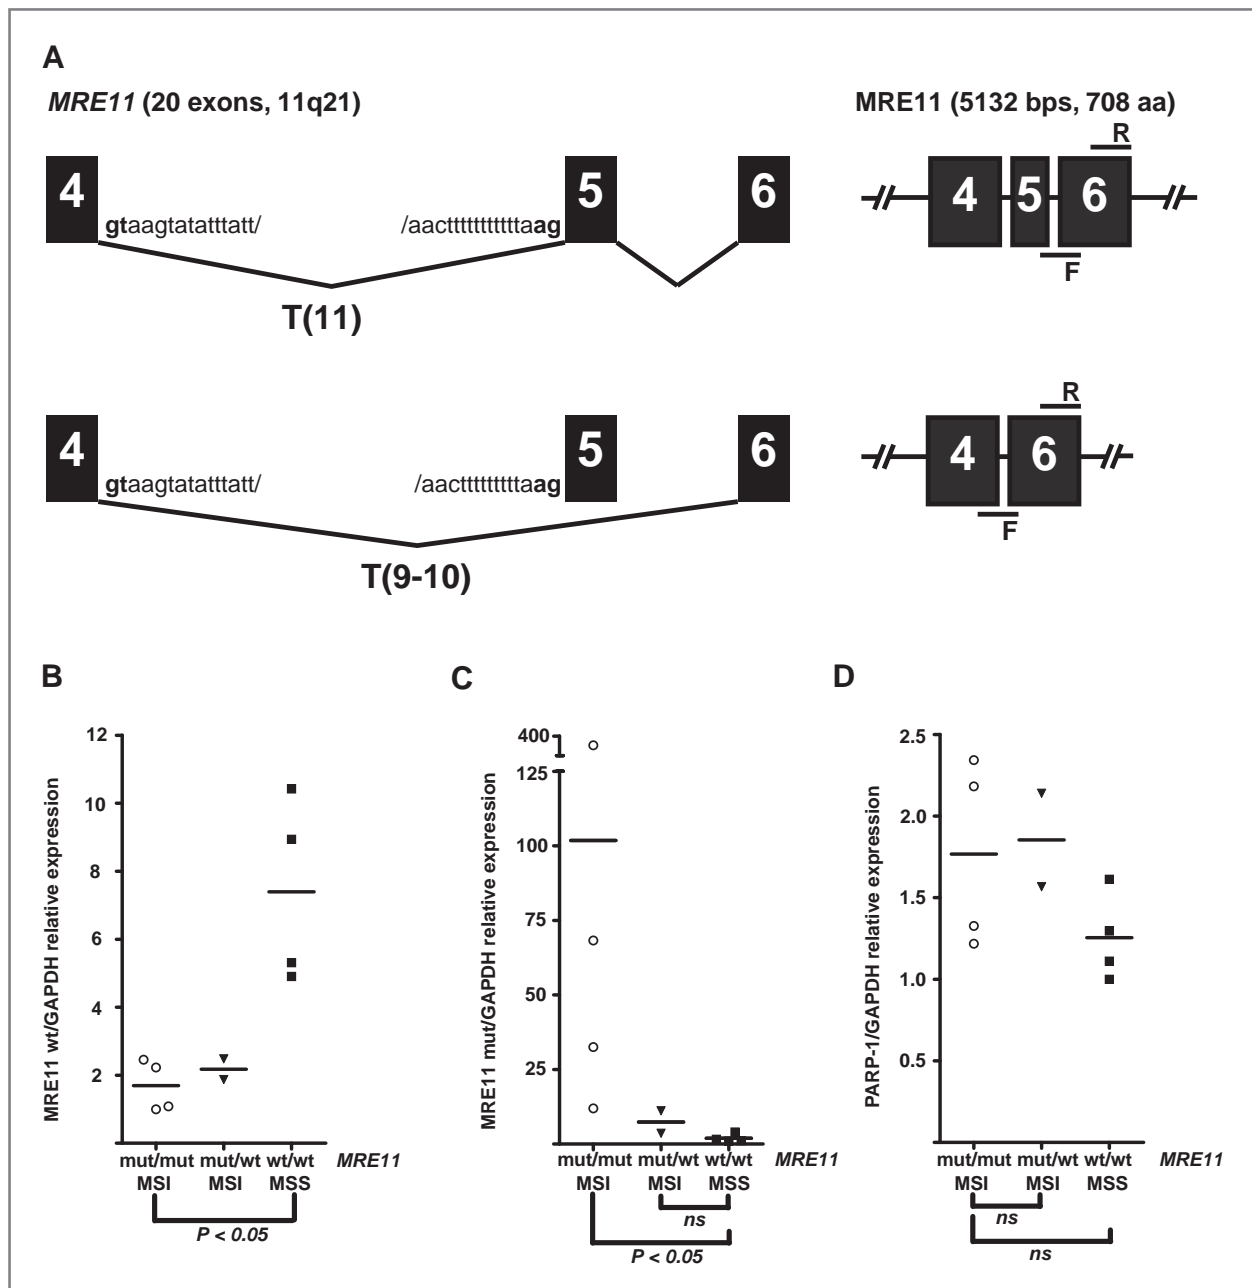 A
MRE11 (20 exons, 11q21)
MRE11 (5132 bps, 708 aa)
R
4 5 6 4 5 6
gtaagtatatttatt/ /aactttttttttttaag
F
T(11)
R
4 5 6 4 6
gtaagtatatttatt/ /aactttttttttaag
F
T(9-10)
B
MRE11 wt/GAPDH relative expression
12
10
8
6
4
2
mut/mut mut/wt wt/wt MRE11
MSI MSI MSS
P < 0.05
C
MRE11 mut/GAPDH relative expression
400
125
100
75
50
25
mut/mut mut/wt wt/wt MRE11
MSI MSI MSS
ns
P < 0.05
D
PARP-1/GAPDH relative expression
2.5
2.0
1.5
1.0
0.5
mut/mut mut/wt wt/wt MRE11
MSI MSI MSS
ns
ns